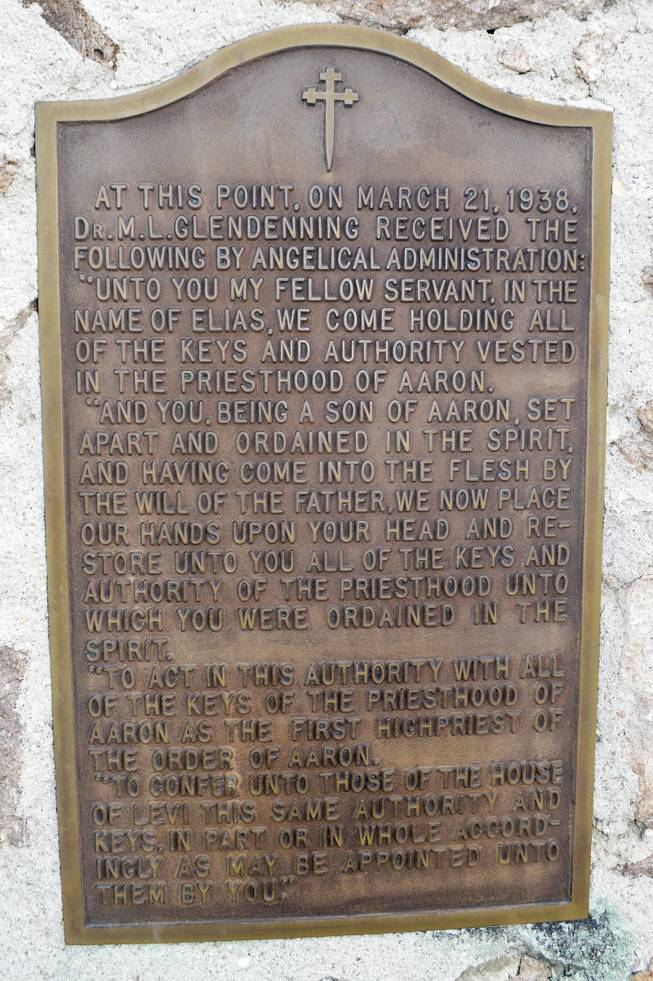 AT THIS POINT, ON MARCH 21, 1938,
DR. M. L. GLENDENNING RECEIVED THE
FOLLOWING BY ANGELICAL ADMINISTRATION:
"UNTO YOU MY FELLOW SERVANT, IN THE
NAME OF ELIAS, WE COME HOLDING ALL
OF THE KEYS AND AUTHORITY VESTED
IN THE PRIESTHOOD OF AARON.
"AND YOU, BEING A SON OF AARON, SET
APART AND ORDAINED IN THE SPIRIT,
AND HAVING COME INTO THE FLESH BY
THE WILL OF THE FATHER, WE NOW PLACE
OUR HANDS UPON YOUR HEAD AND RE-
STORE UNTO YOU ALL OF THE KEYS AND
AUTHORITY OF THE PRIESTHOOD UNTO
WHICH YOU WERE ORDAINED IN THE
SPIRIT.
"TO ACT IN THIS AUTHORITY WITH ALL
OF THE KEYS OF THE PRIESTHOOD OF
AARON AS THE FIRST HIGHPRIEST OF
THE ORDER OF AARON.
"TO CONFER UNTO THOSE OF THE HOUSE
OF LEVI THIS SAME AUTHORITY AND
KEYS, IN PART OR IN WHOLE ACCORD-
INGLY AS MAY BE APPOINTED UNTO
THEM BY YOU."